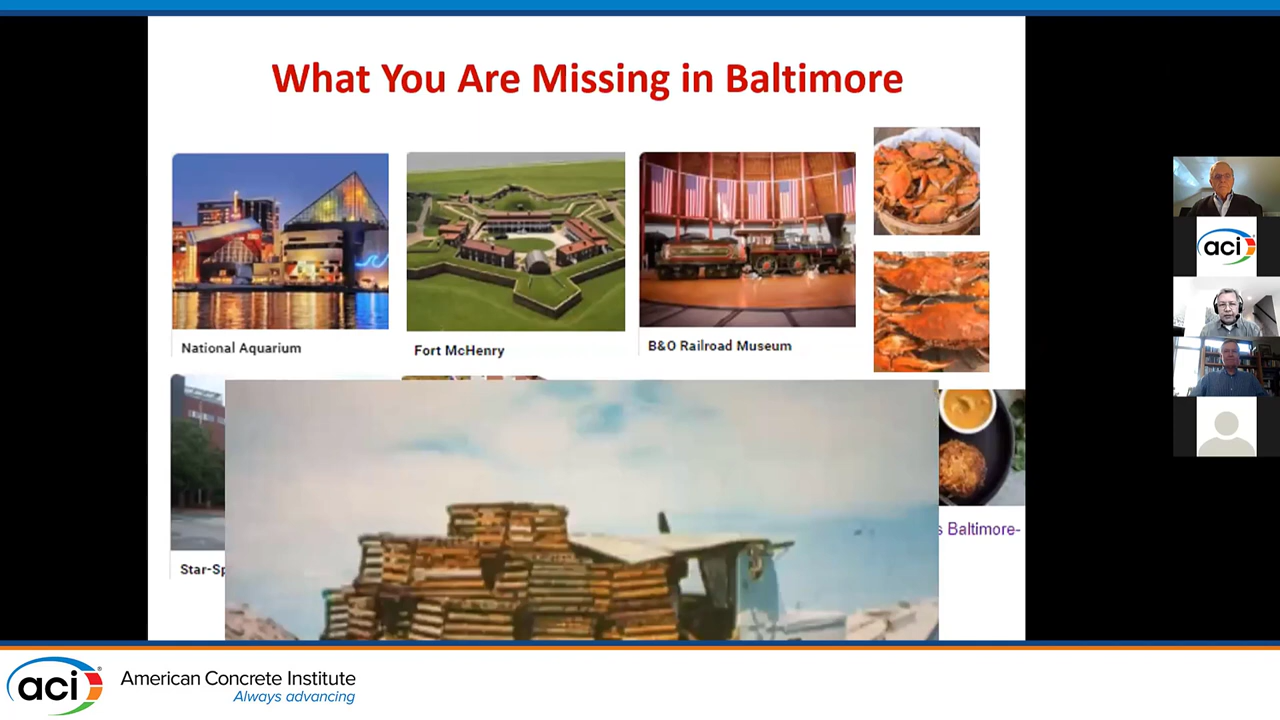 What You Are Missing in Baltimore
National Aquarium
Fort McHenry
B&O Railroad Museum
s Baltimore-
Star-Sp
aci
aci
American Concrete Institute
Always advancing